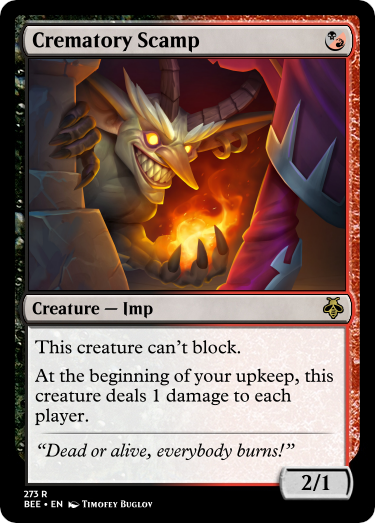 Crematory Scamp
Creature — Imp
This creature can't block.
At the beginning of your upkeep, this
creature deals 1 damage to each
player.
“Dead or alive, everybody burns!”
2/1
273 R
BEE • EN Timofey Buglov